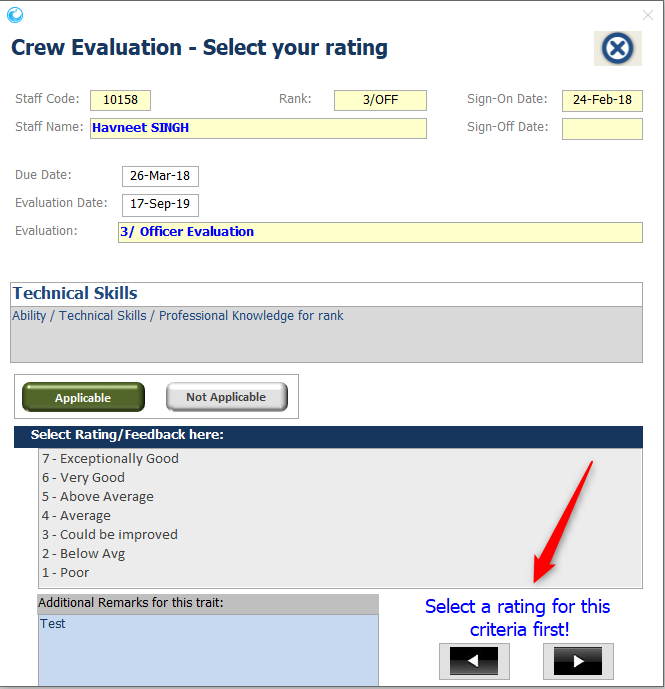 Crew Evaluation - Select your rating
Staff Code: 10158 Rank: 3/OFF Sign-On Date: 24-Feb-18
Staff Name: Havneet SINGH Sign-Off Date:
Due Date: 26-Mar-18
Evaluation Date: 17-Sep-19
Evaluation: 3/ Officer Evaluation
Technical Skills
Ability / Technical Skills / Professional Knowledge for rank
Applicable Not Applicable
Select Rating/Feedback here:
7 - Exceptionally Good
6 - Very Good
5 - Above Average
4 - Average
3 - Could be improved
2 - Below Avg
1 - Poor
Additional Remarks for this trait:
Test
Select a rating for this
criteria first!